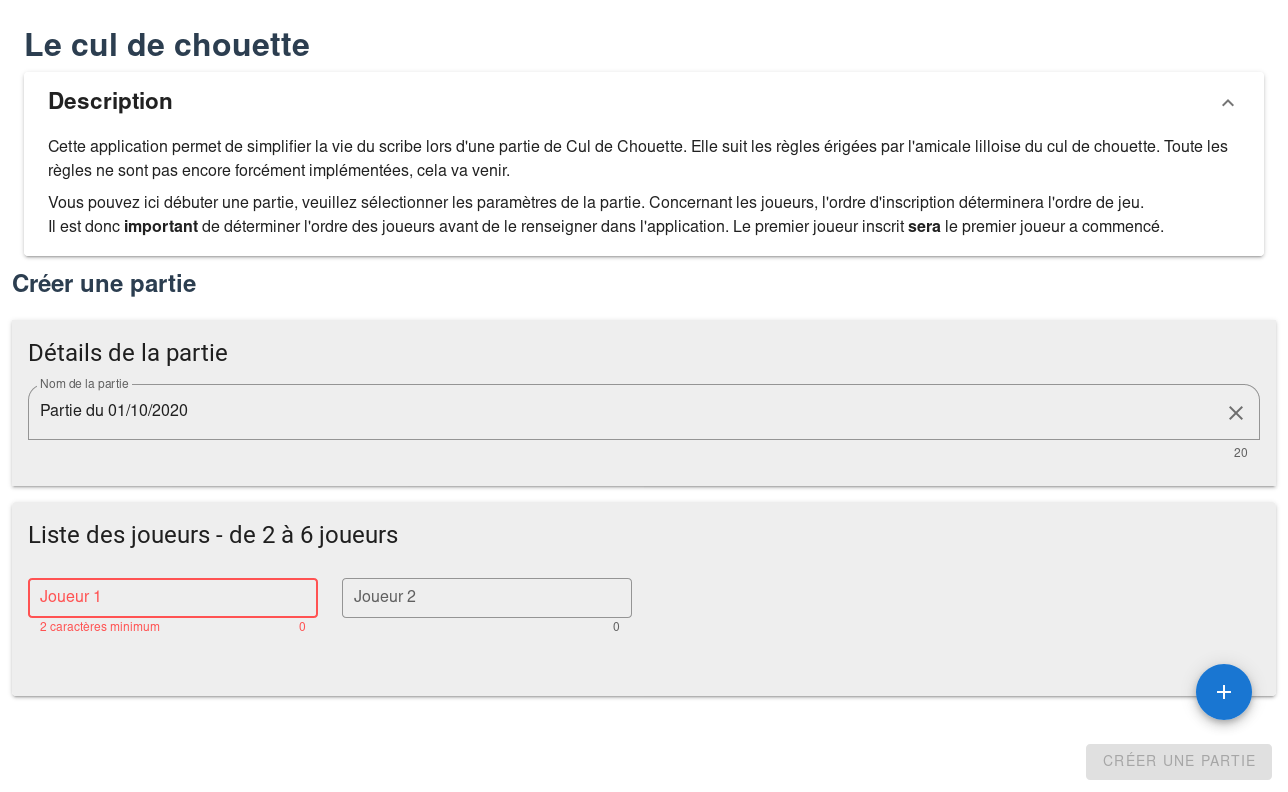 Le cul de chouette
Description
Cette application permet de simplifier la vie du scribe lors d'une partie de Cul de Chouette. Elle suit les règles érigées par l'amicale lilloise du cul de chouette. Toute les
règles ne sont pas encore forcément implémentées, cela va venir.
Vous pouvez ici débuter une partie, veuillez sélectionner les paramètres de la partie. Concernant les joueurs, l'ordre d'inscription déterminera l'ordre de jeu.
Il est donc important de déterminer l'ordre des joueurs avant de le renseigner dans l'application. Le premier joueur inscrit sera le premier joueur a commencé.
Créer une partie
Détails de la partie
Nom de la partie
Partie du 01/10/2020
20
Liste des joueurs - de 2 à 6 joueurs
Joueur 1 Joueur 2
2 caractères minimum 0 0
CRÉER UNE PARTIE